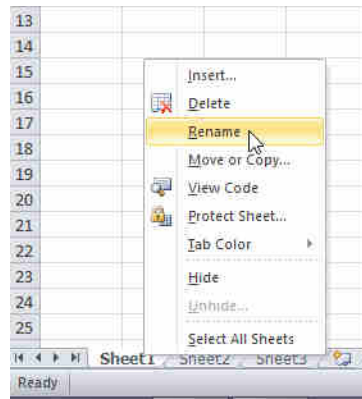 13
14
15
16
17
18
19
20
21
22
23
24
25
Insert...
Delete
Rename
Move or Copy...
View Code
Protect Sheet...
Tab Color
Hide
Unhide...
Select All Sheets
Sheet1 Sheet2 Sheet3
Ready